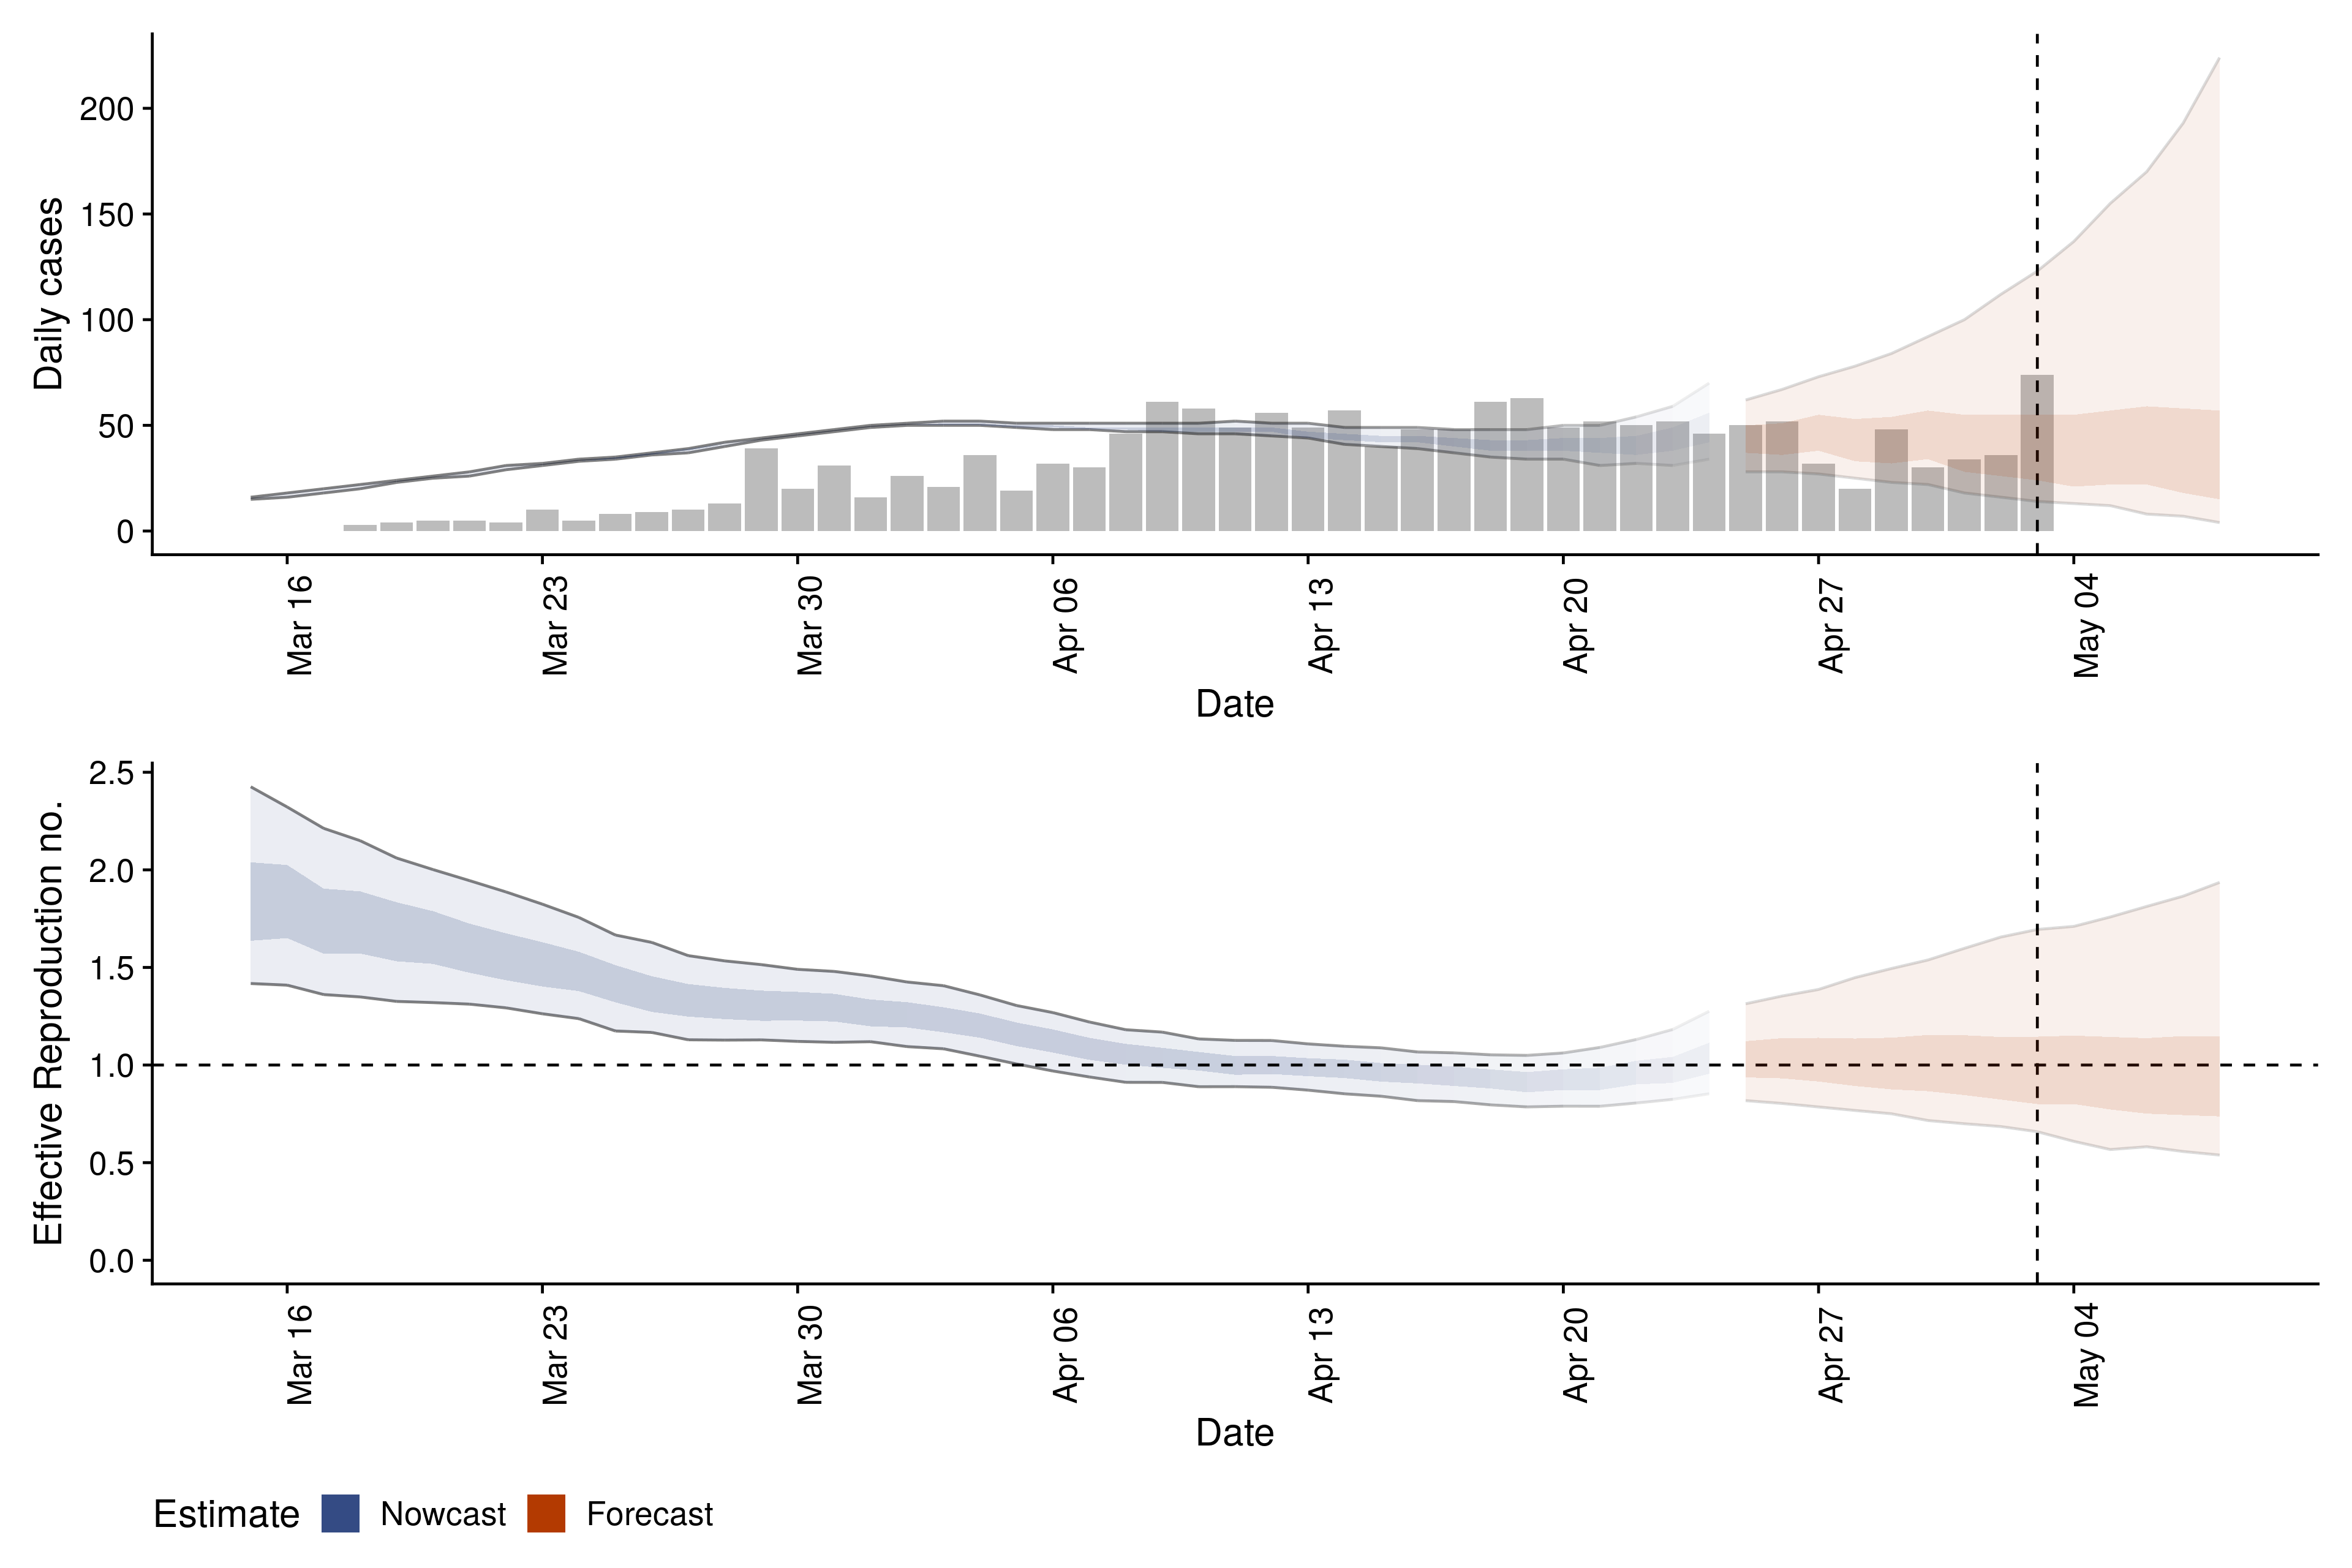 Daily cases
200
150
100
50
0
Mar 16
Mar 23
Mar 30
Apr 06
Apr 13
Apr 20
Apr 27
May 04
Date
Effective Reproduction no.
2.5
2.0
1.5
1.0
0.5
0.0
Mar 16
Mar 23
Mar 30
Apr 06
Apr 13
Apr 20
Apr 27
May 04
Date
Estimate Nowcast Forecast